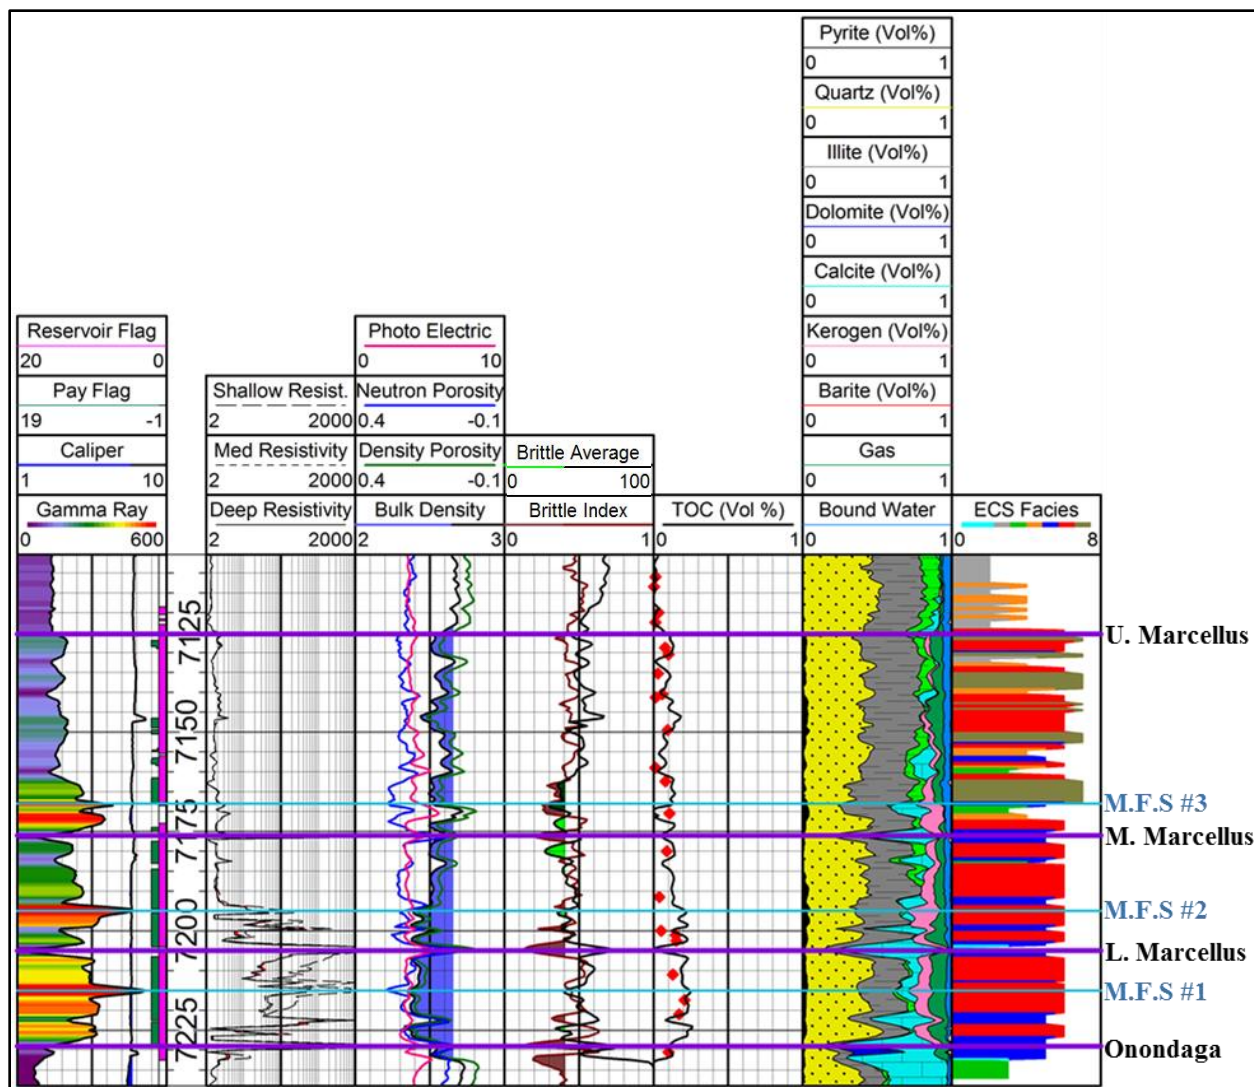 Pyrite (Vol%)
0 1
Quartz (Vol%)
0 1
Illite (Vol%)
0 1
Dolomite (Vol%)
0 1
Calcite (Vol%)
0 1
Reservoir Flag
20 0
Photo Electric
0 10
Kerogen (Vol%)
0 1
Pay Flag
19 -1
Shallow Resist.
2 2000
Neutron Porosity
0.4 -0.1
Barite (Vol%)
0 1
Caliper
1 10
Med Resistivity
2 2000
Density Porosity
0.4 -0.1
Brittle Average
0 100
Gas
0 1
Gamma Ray
0 600
Deep Resistivity
2 2000
Bulk Density
2 3
Brittle Index
0 1
TOC (Vol %)
0 1
Bound Water
0 1
ECS Facies
0 8
7125
U. Marcellus
7150
7175
M.F.S #3
M. Marcellus
7200
M.F.S #2
L. Marcellus
M.F.S #1
7225
Onondaga